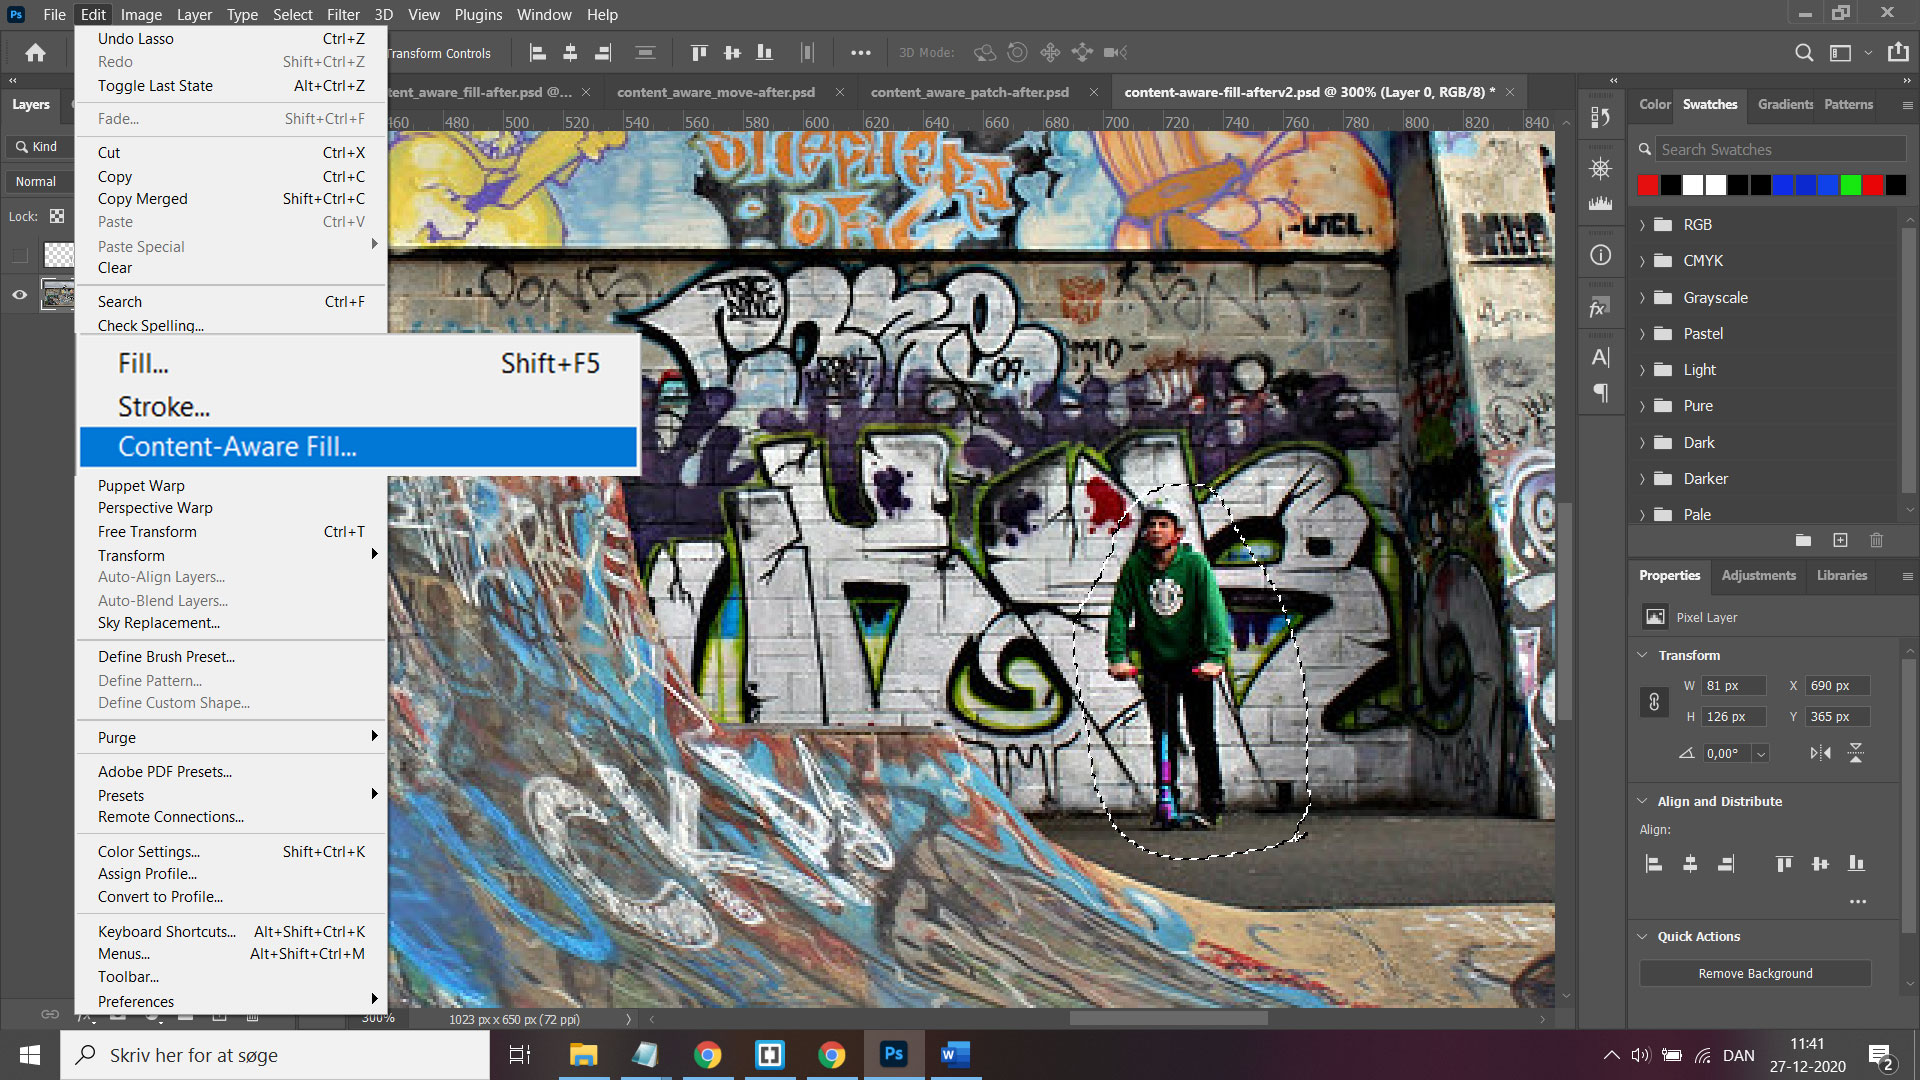 Ps File Edit Image Layer Type Select Filter 3D View Plugins Window Help
Transform Controls 3D Mode:
tent_aware_fill-after.psd @... content_aware_move-after.psd content_aware_patch-after.psd content-aware-fill-afterv2.psd @ 300% (Layer 0, RGB/8) *
460 480 500 520 540 560 580 600 620 640 660 680 700 720 740 760 780 800 820 840
Layers
Kind
Normal
Lock:
Undo Lasso Ctrl+Z
Redo Shift+Ctrl+Z
Toggle Last State Alt+Ctrl+Z
Fade... Shift+Ctrl+F
Cut Ctrl+X
Copy Ctrl+C
Copy Merged Shift+Ctrl+C
Paste Ctrl+V
Paste Special
Clear
Search Ctrl+F
Check Spelling...
Fill... Shift+F5
Stroke...
Content-Aware Fill...
Puppet Warp
Perspective Warp
Free Transform Ctrl+T
Transform
Auto-Align Layers...
Auto-Blend Layers...
Sky Replacement...
Define Brush Preset...
Define Pattern...
Define Custom Shape...
Purge
Adobe PDF Presets...
Presets
Remote Connections...
Color Settings... Shift+Ctrl+K
Assign Profile...
Convert to Profile...
Keyboard Shortcuts... Alt+Shift+Ctrl+K
Menus... Alt+Shift+Ctrl+M
Toolbar...
Preferences
Color Swatches Gradients Patterns
Search Swatches
RGB
CMYK
Grayscale
Pastel
Light
Pure
Dark
Darker
Pale
Properties Adjustments Libraries
Pixel Layer
Transform
W 81 px X 690 px
H 126 px Y 365 px
0,00°
Align and Distribute
Align:
Quick Actions
Remove Background
300% 1023 px x 650 px (72 ppi)
Skriv her for at søge
Ps
DAN
11:41
27-12-2020
2